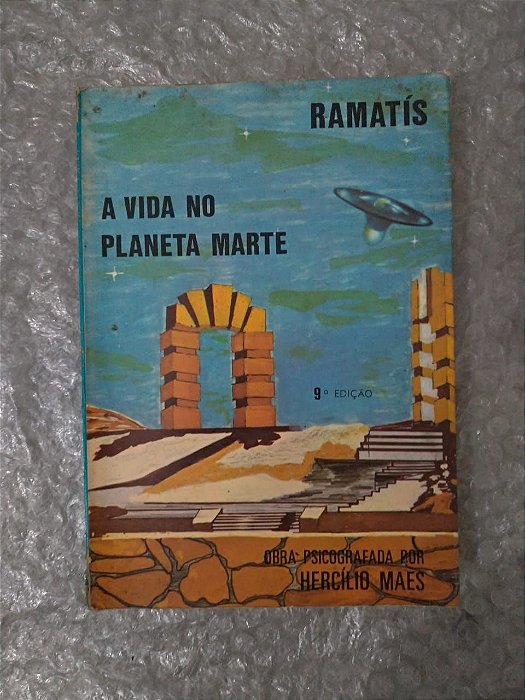 RAMATÍS
A VIDA NO
PLANETA MARTE
9ª EDIÇÃO
OBRA PSICOGRAFADA POR
HERCÍLIO MAES